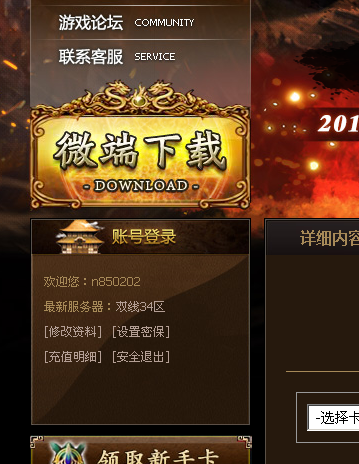 游戏论坛 COMMUNITY
联系客服 SERVICE
微端下载
- DOWNLOAD -
201
账号登录
详细内容
欢迎您：n850202
最新服务器：双线34区
[修改资料] [设置密保]
[充值明细] [安全退出]
-选择卡
领取新手卡